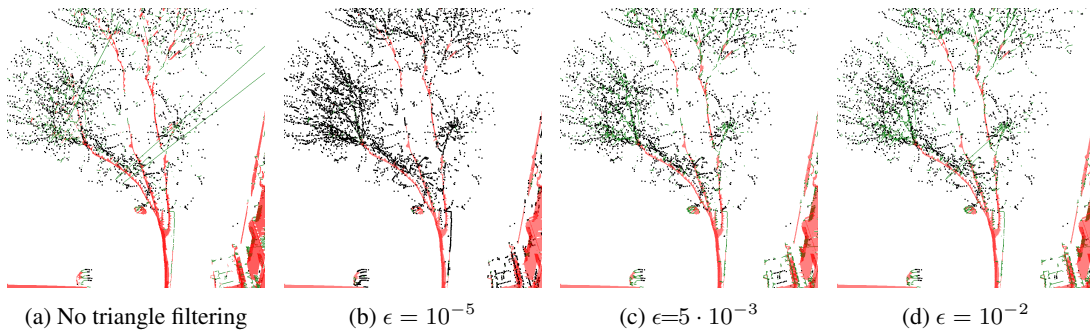 (a) No triangle filtering (b) ϵ = 10⁻⁵ (c) ϵ=5 · 10⁻³ (d) ϵ = 10⁻²